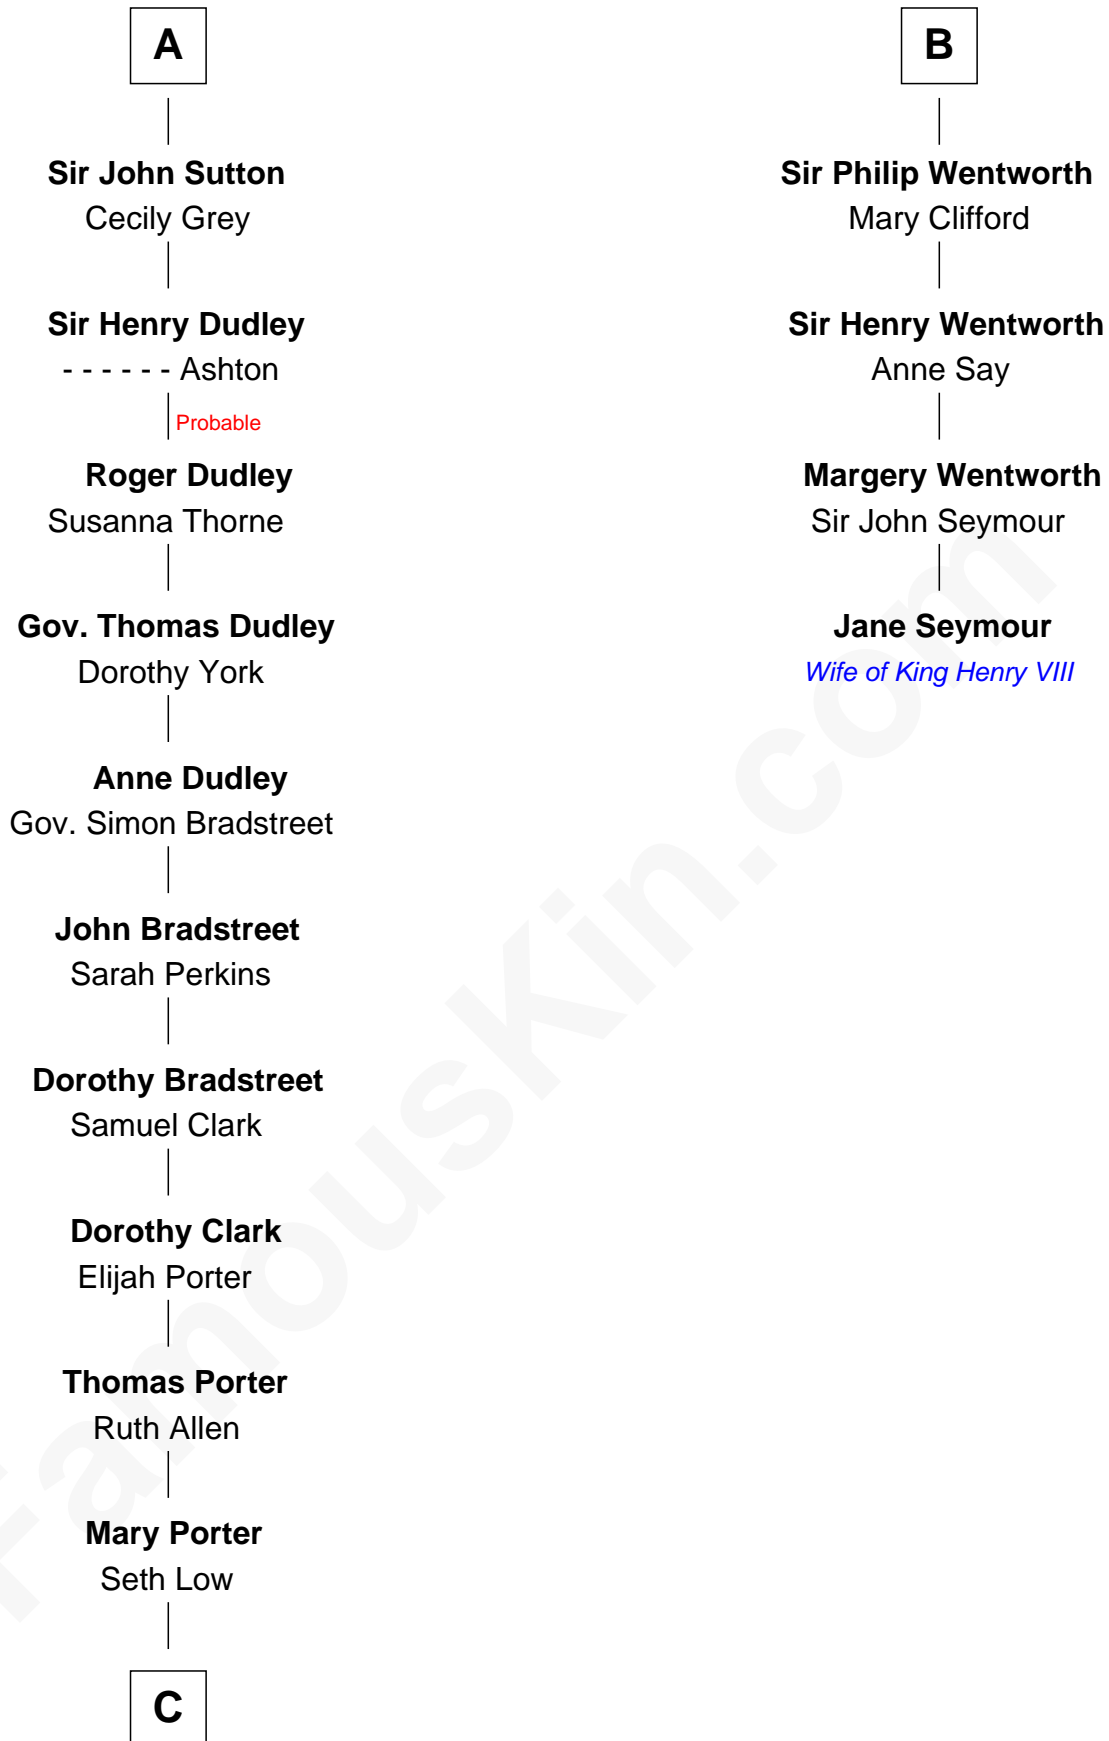 A
Sir John Sutton
Cecily Grey
Sir Henry Dudley
- - - - - - Ashton
Probable
Roger Dudley
Susanna Thorne
Gov. Thomas Dudley
Dorothy York
Anne Dudley
Gov. Simon Bradstreet
John Bradstreet
Sarah Perkins
Dorothy Bradstreet
Samuel Clark
Dorothy Clark
Elijah Porter
Thomas Porter
Ruth Allen
Mary Porter
Seth Low
C
B
Sir Philip Wentworth
Mary Clifford
Sir Henry Wentworth
Anne Say
Margery Wentworth
Sir John Seymour
Jane Seymour
Wife of King Henry VIII
FamousKin.com